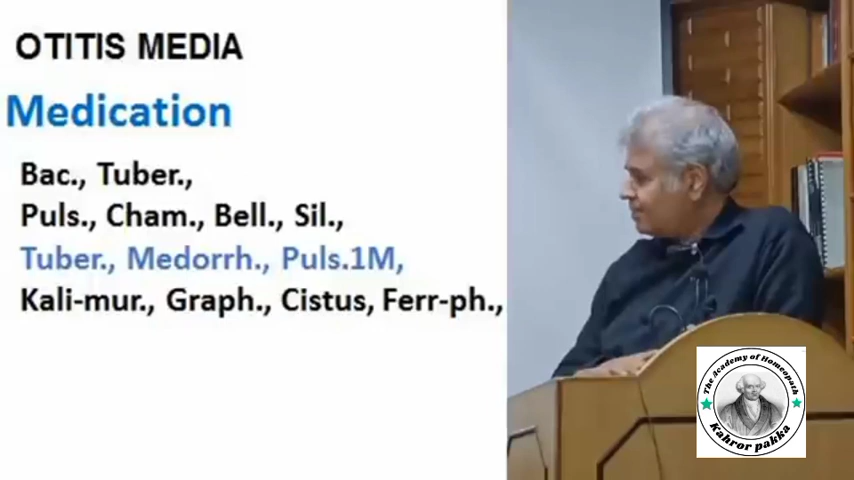 OTITIS MEDIA
Medication
Bac., Tuber.,
Puls., Cham., Bell., Sil.,
Tuber., Medorrh., Puls.1M,
Kali-mur., Graph., Cistus, Ferr-ph.,
The Academy of Homeopath
Kahror pakka